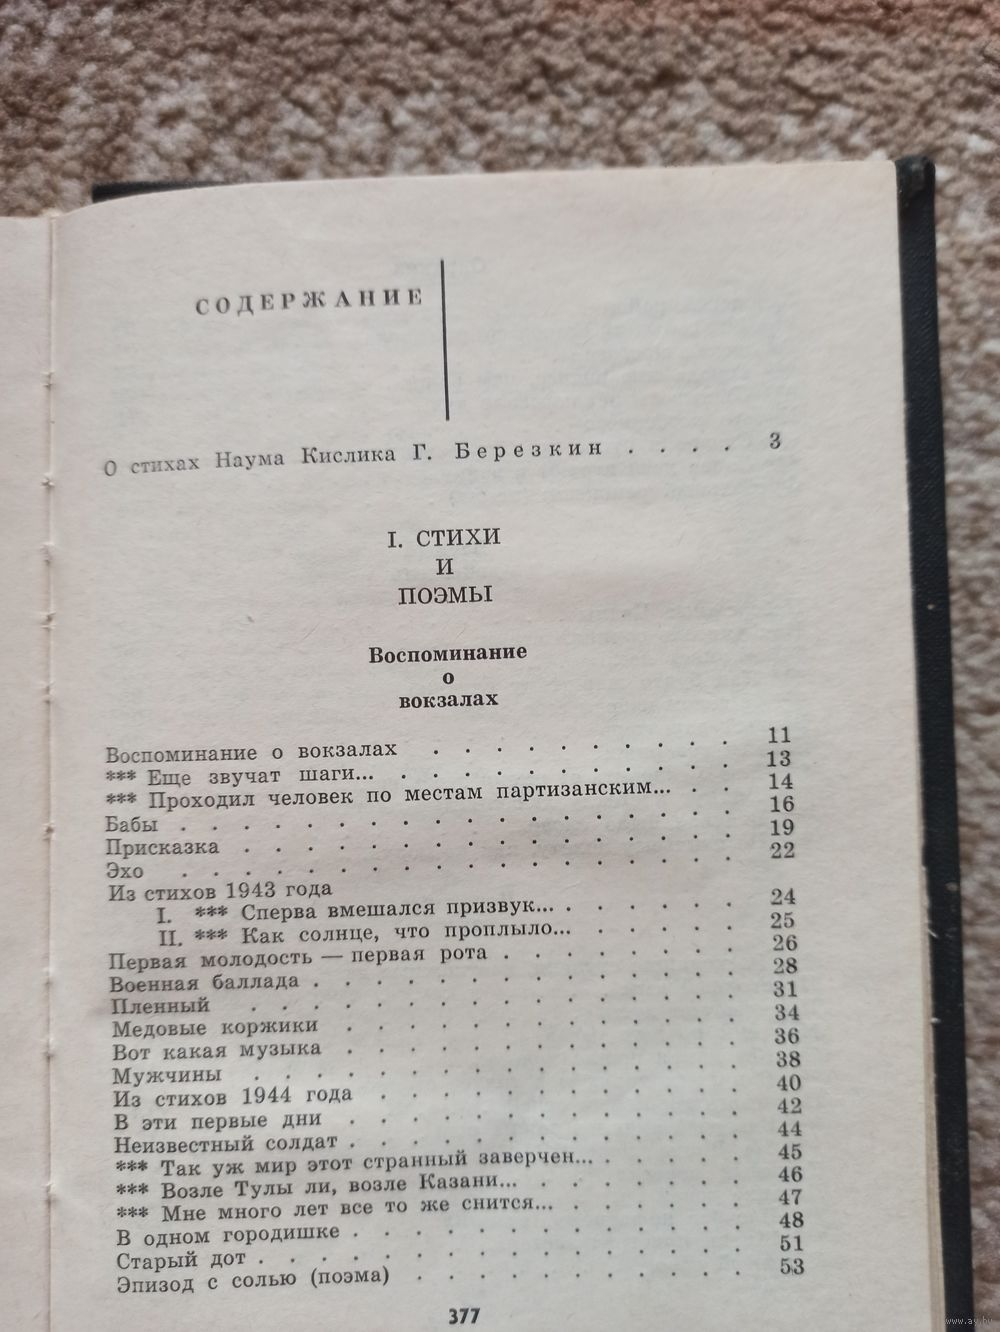 СОДЕРЖАНИЕ
О стихах Наума Кислика Г. Березкин . . . . 3
I. СТИХИ
И
ПОЭМЫ
Воспоминание
о
вокзалах
Воспоминание о вокзалах . . . . . . . . . 11
*** Еще звучат шаги... . . . . . . . . . . 13
*** Проходил человек по местам партизанским... . . 14
Бабы . . . . . . . . . . . . . . . . 16
Присказка . . . . . . . . . . . . . . 19
Эхо . . . . . . . . . . . . . . . . 22
Из стихов 1943 года
I. *** Сперва вмешался призвук... . . . . . . 24
II. *** Как солнце, что проплыло... . . . . . 25
Первая молодость — первая рота . . . . . . . 26
Военная баллада . . . . . . . . . . . . 28
Пленный . . . . . . . . . . . . . . 31
Медовые коржики . . . . . . . . . . . . 34
Вот какая музыка . . . . . . . . . . . . 36
Мужчины . . . . . . . . . . . . . . 38
Из стихов 1944 года . . . . . . . . . . . 40
В эти первые дни . . . . . . . . . . . . 42
Неизвестный солдат . . . . . . . . . . . 44
*** Так уж мир этот странный заверчен... . . . . . 45
*** Возле Тулы ли, возле Казани... . . . . . . 46
*** Мне много лет все то же снится... . . . . . . 47
В одном городишке . . . . . . . . . . . 48
Старый дот . . . . . . . . . . . . . . 51
Эпизод с солью (поэма) . . . . . . . . . . 53
377
www.ay.by